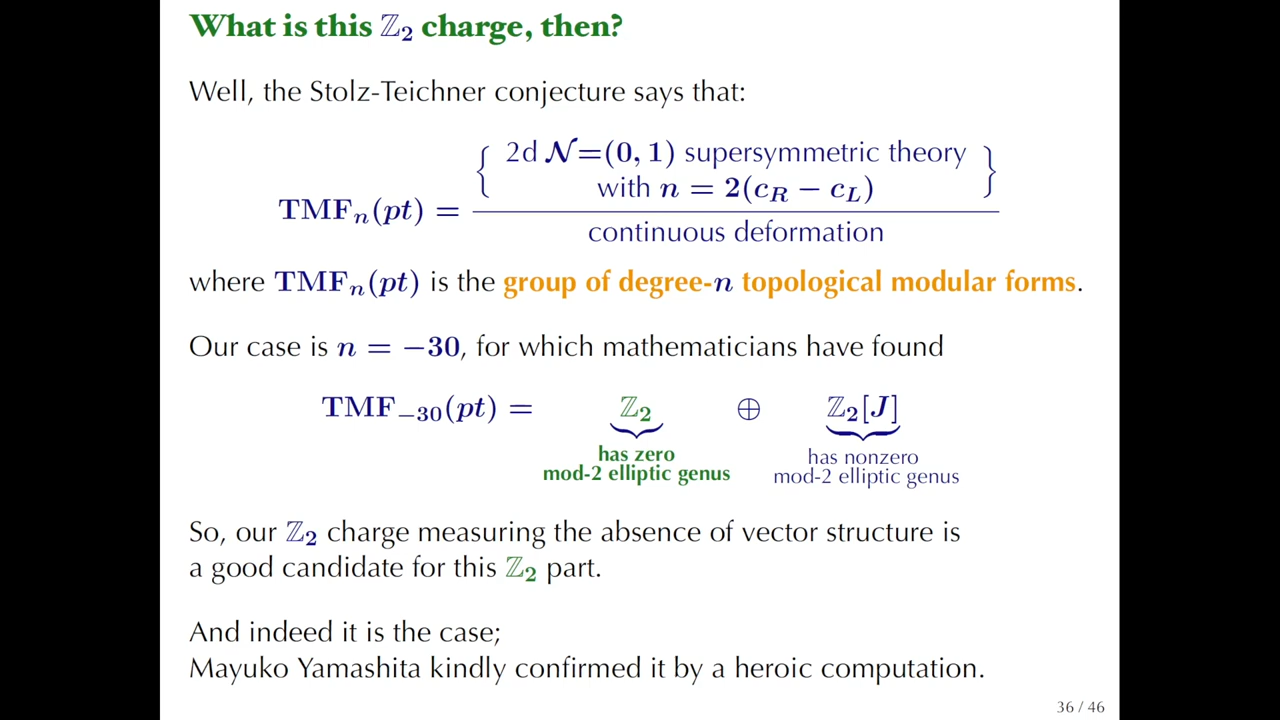 What is this ℤ₂ charge, then?
Well, the Stolz-Teichner conjecture says that:
{ 2d 𝒩=(0, 1) supersymmetric theory
with n = 2(c_R − c_L) }
TMF_n(pt) =
continuous deformation
where TMF_n(pt) is the group of degree-n topological modular forms.
Our case is n = −30, for which mathematicians have found
TMF₋₃₀(pt) = ℤ₂ ⊕ ℤ₂[J]
has zero has nonzero
mod-2 elliptic genus mod-2 elliptic genus
So, our ℤ₂ charge measuring the absence of vector structure is
a good candidate for this ℤ₂ part.
And indeed it is the case;
Mayuko Yamashita kindly confirmed it by a heroic computation.
36 / 46